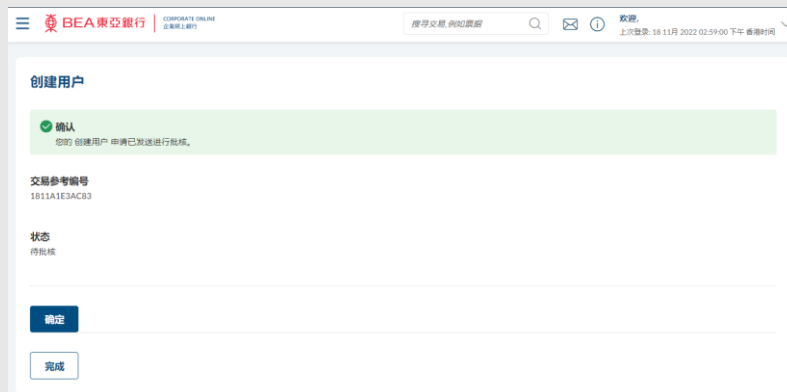 BEA東亞銀行
CORPORATE ONLINE
企業網上銀行
搜寻交易,例如票据
欢迎,
上次登录: 18 11月 2022 02:59:00 下午 香港时间
创建用户
确认
您的 创建用户 申请已发送进行批核。
交易参考编号
1811A1E3AC83
状态
待批核
确定
完成